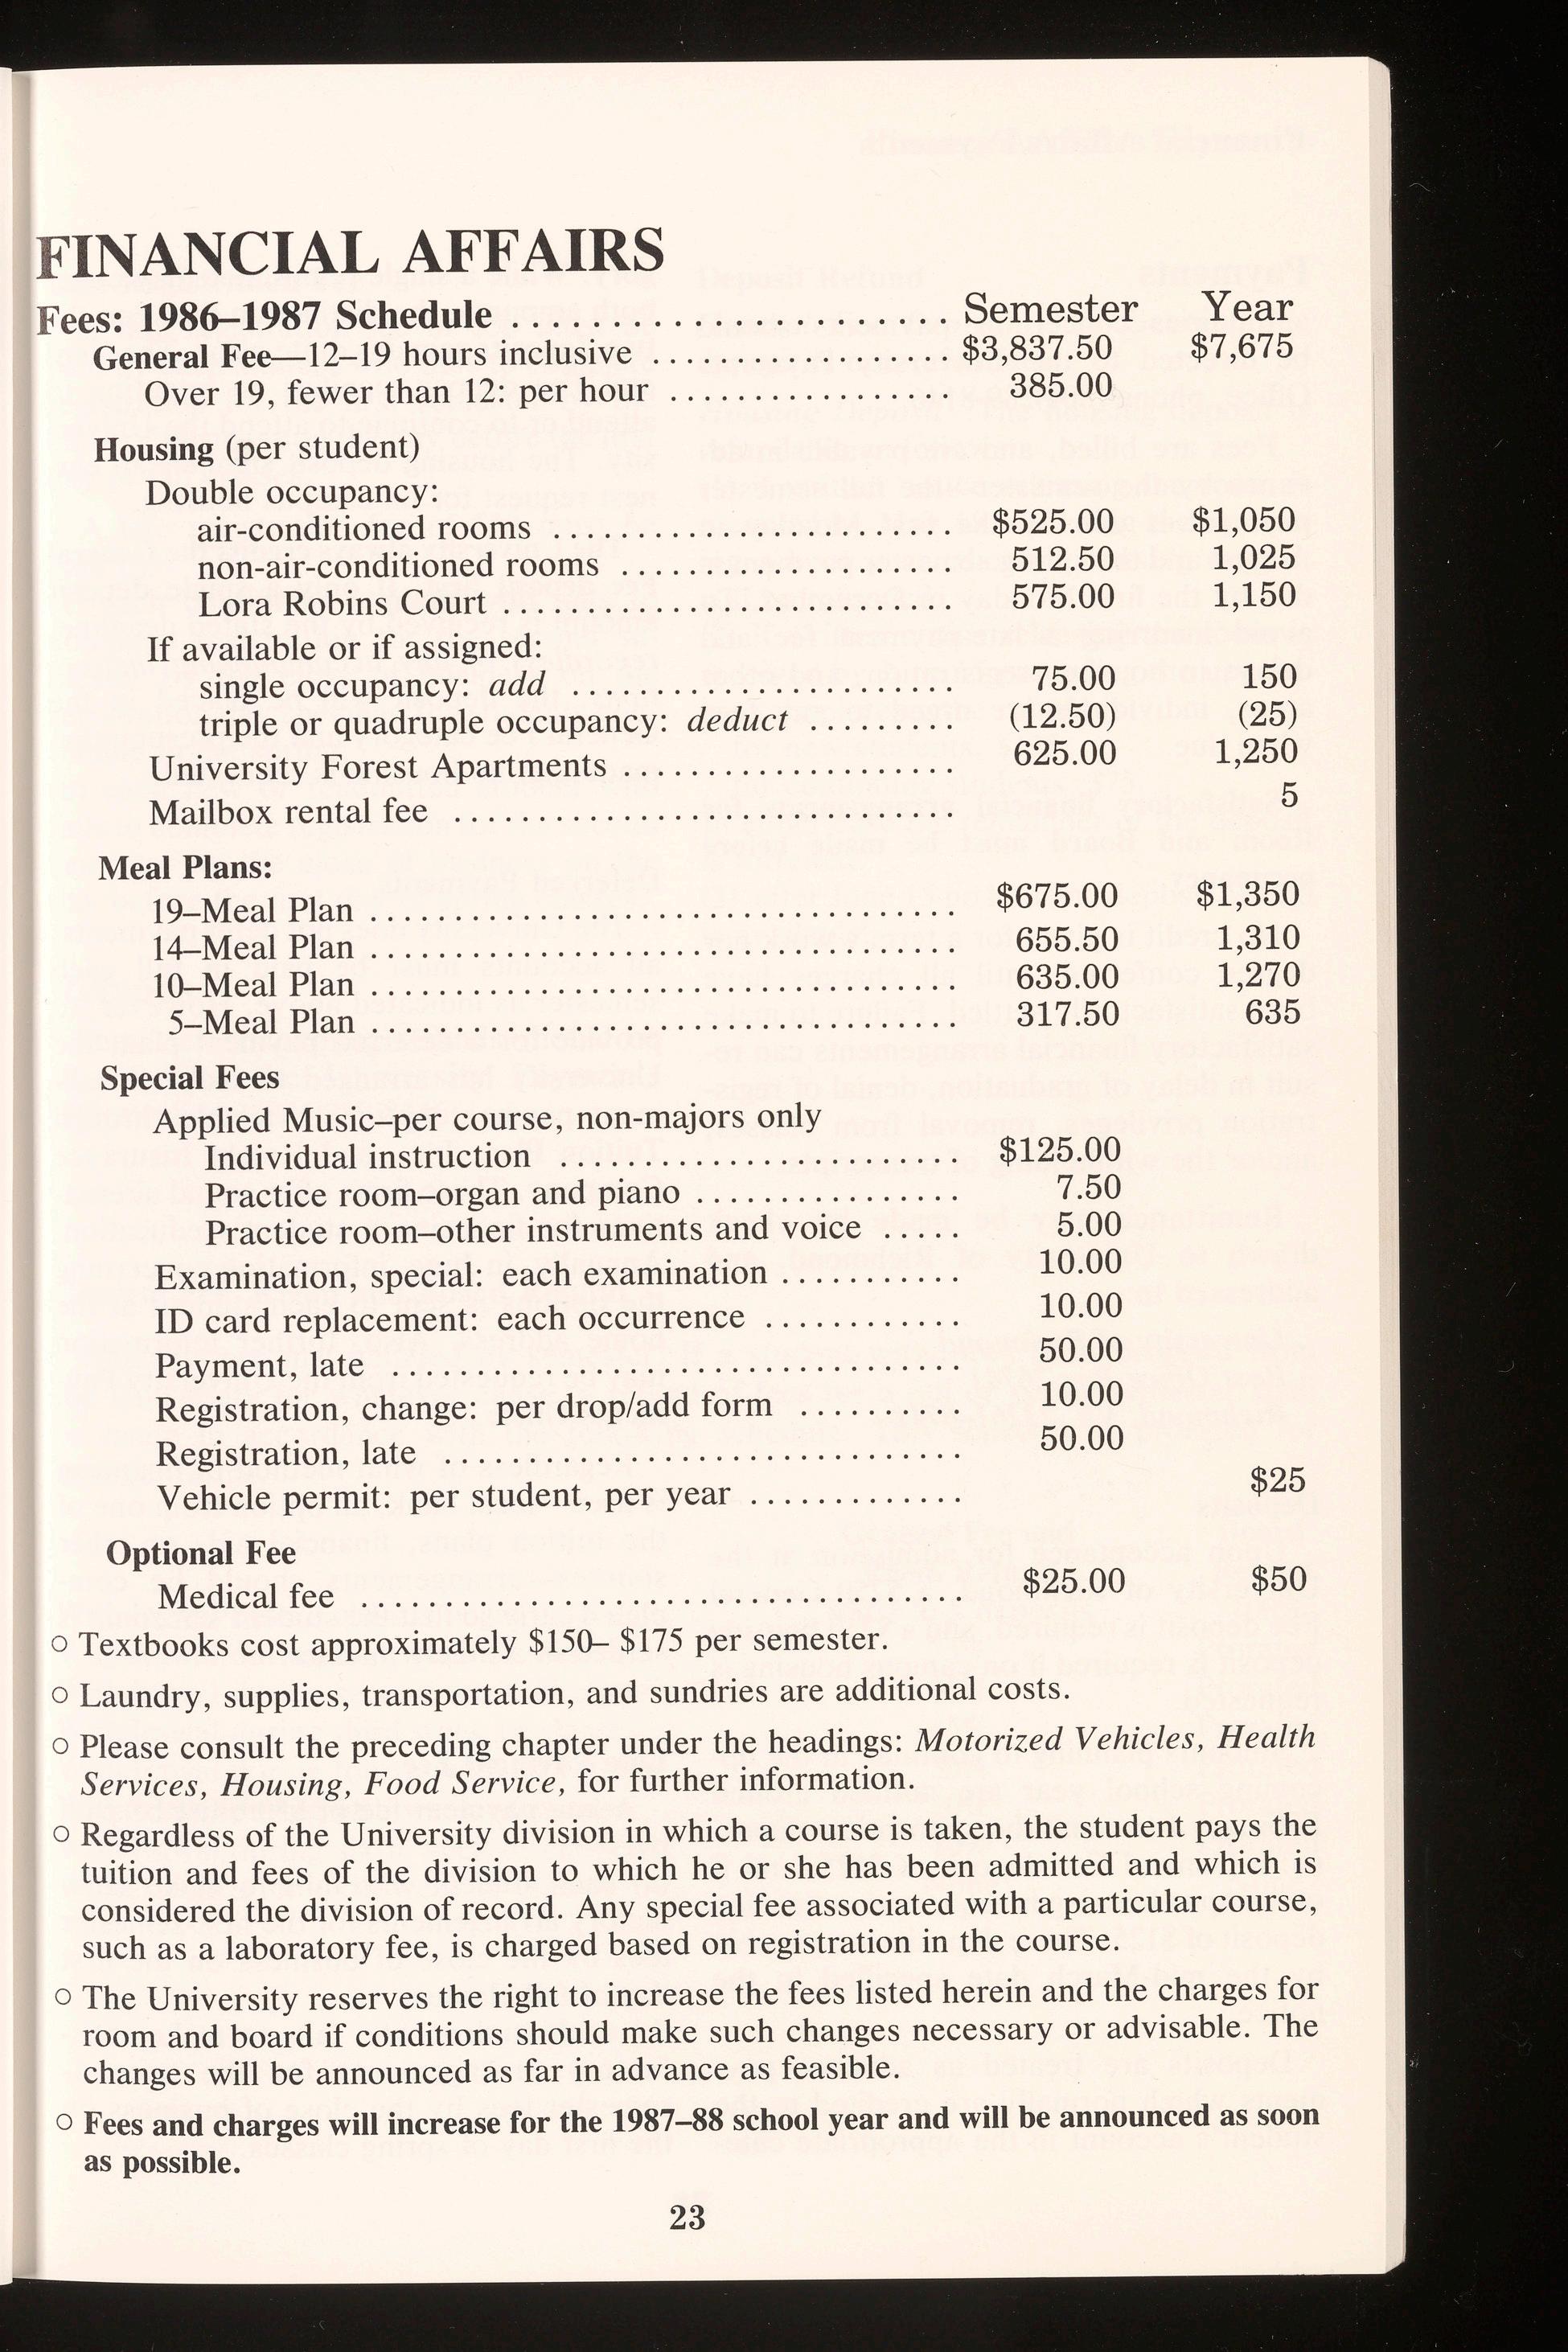 FINANCIAL AFFAIRS
Fees: 1986–1987 Schedule ....................... Semester Year
General Fee—12–19 hours inclusive .................. $3,837.50 $7,675
Over 19, fewer than 12: per hour ................. 385.00
Housing (per student)
Double occupancy:
air-conditioned rooms ........................ $525.00 $1,050
non-air-conditioned rooms .................... 512.50 1,025
Lora Robins Court ........................... 575.00 1,150
If available or if assigned:
single occupancy: add ....................... 75.00 150
triple or quadruple occupancy: deduct ......... (12.50) (25)
University Forest Apartments .................... 625.00 1,250
Mailbox rental fee .............................. 5
Meal Plans:
19–Meal Plan ................................... $675.00 $1,350
14–Meal Plan ................................... 655.50 1,310
10–Meal Plan ................................... 635.00 1,270
5–Meal Plan ................................... 317.50 635
Special Fees
Applied Music–per course, non-majors only
Individual instruction ........................ $125.00
Practice room–organ and piano ................ 7.50
Practice room–other instruments and voice ..... 5.00
Examination, special: each examination ........... 10.00
ID card replacement: each occurrence ............ 10.00
Payment, late .................................. 50.00
Registration, change: per drop/add form .......... 10.00
Registration, late ............................... 50.00
Vehicle permit: per student, per year ............. $25
Optional Fee
Medical fee .................................... $25.00 $50
○ Textbooks cost approximately $150– $175 per semester.
○ Laundry, supplies, transportation, and sundries are additional costs.
○ Please consult the preceding chapter under the headings: Motorized Vehicles, Health
Services, Housing, Food Service, for further information.
○ Regardless of the University division in which a course is taken, the student pays the
tuition and fees of the division to which he or she has been admitted and which is
considered the division of record. Any special fee associated with a particular course,
such as a laboratory fee, is charged based on registration in the course.
○ The University reserves the right to increase the fees listed herein and the charges for
room and board if conditions should make such changes necessary or advisable. The
changes will be announced as far in advance as feasible.
○ Fees and charges will increase for the 1987–88 school year and will be announced as soon
as possible.
23